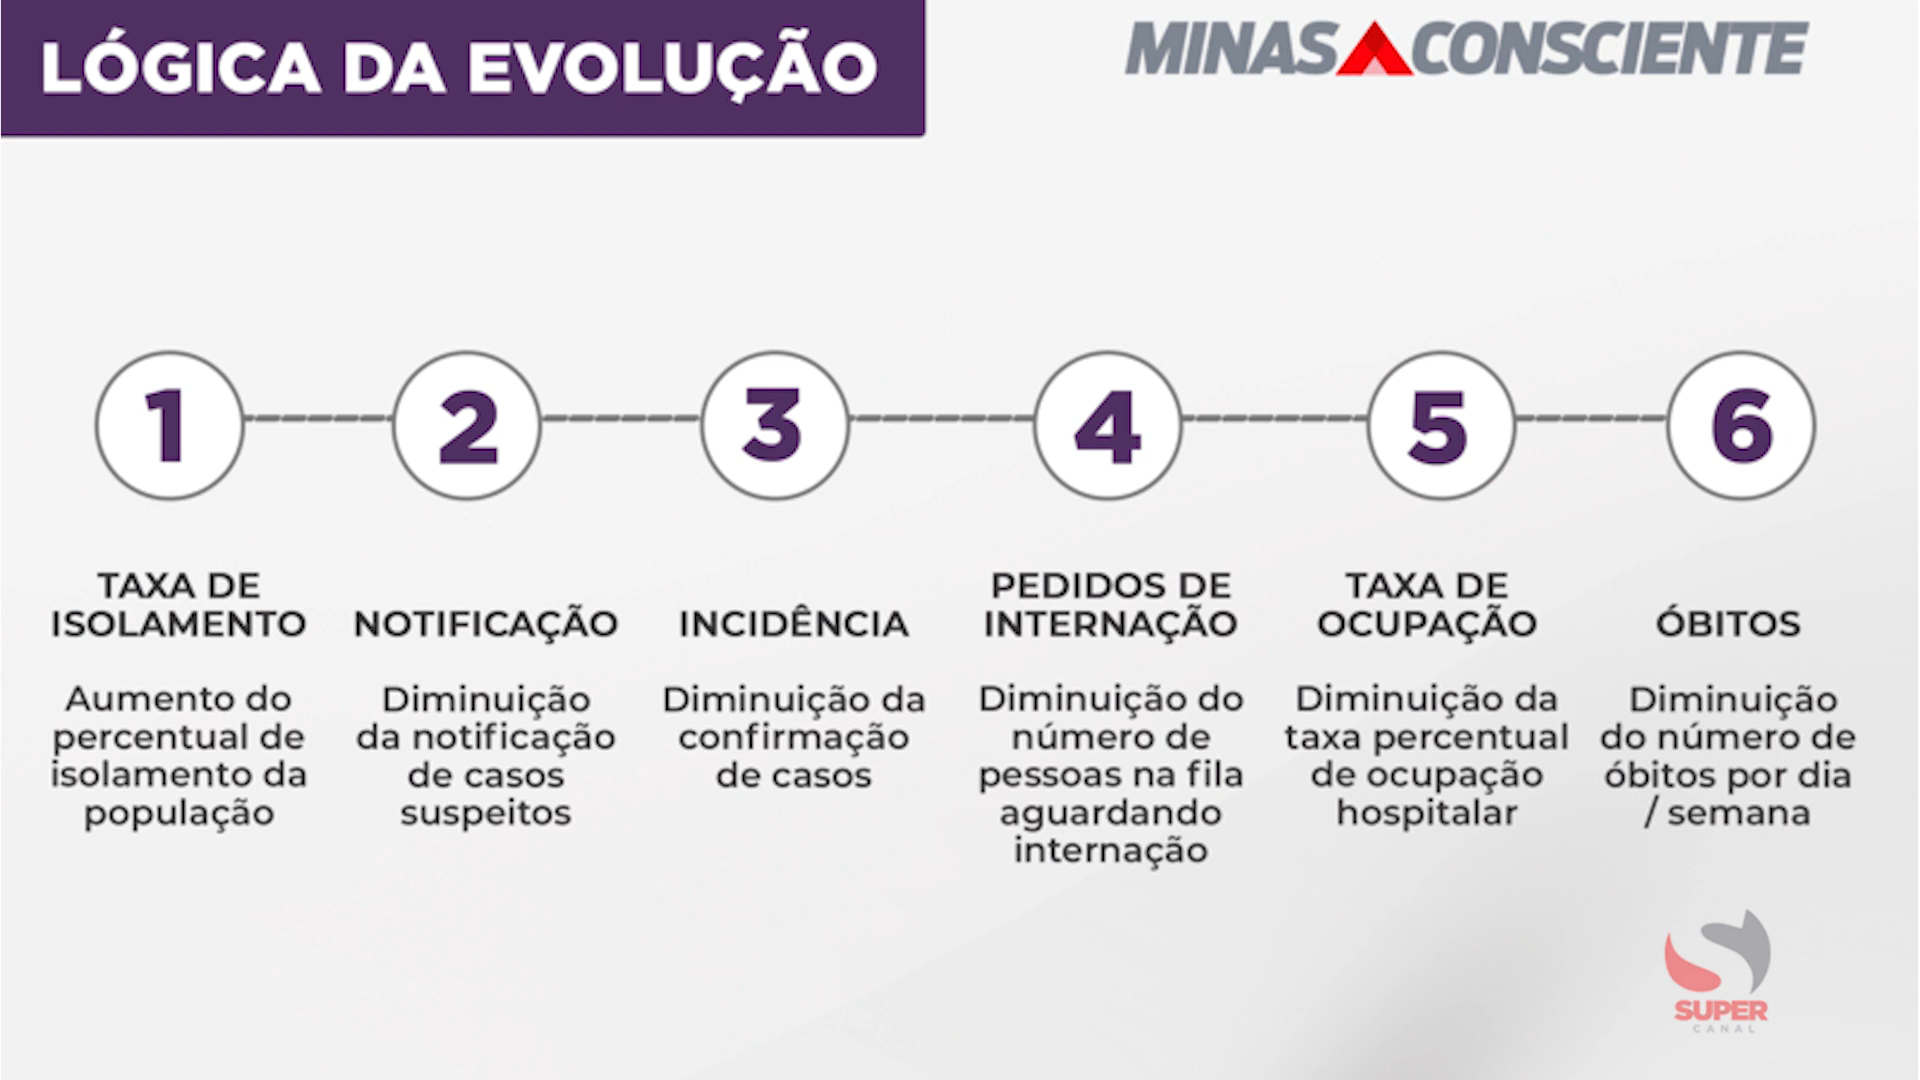 LÓGICA DA EVOLUÇÃO
MINAS CONSCIENTE
1
2
3
4
5
6
TAXA DE
ISOLAMENTO
Aumento do
percentual de
isolamento da
população
NOTIFICAÇÃO
Diminuição
da notificação
de casos
suspeitos
INCIDÊNCIA
Diminuição da
confirmação
de casos
PEDIDOS DE
INTERNAÇÃO
Diminuição do
número de
pessoas na fila
aguardando
internação
TAXA DE
OCUPAÇÃO
Diminuição da
taxa percentual
de ocupação
hospitalar
ÓBITOS
Diminuição
do número de
óbitos por dia
/ semana
SUPER
CANAL